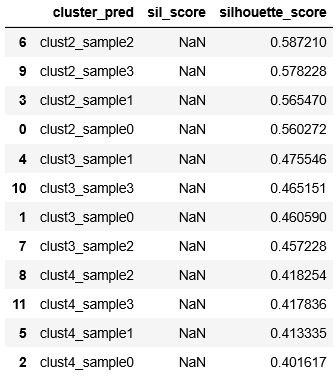 cluster_pred sil_score silhouette_score
6 clust2_sample2 NaN 0.587210
9 clust2_sample3 NaN 0.578228
3 clust2_sample1 NaN 0.565470
0 clust2_sample0 NaN 0.560272
4 clust3_sample1 NaN 0.475546
10 clust3_sample3 NaN 0.465151
1 clust3_sample0 NaN 0.460590
7 clust3_sample2 NaN 0.457228
8 clust4_sample2 NaN 0.418254
11 clust4_sample3 NaN 0.417836
5 clust4_sample1 NaN 0.413335
2 clust4_sample0 NaN 0.401617